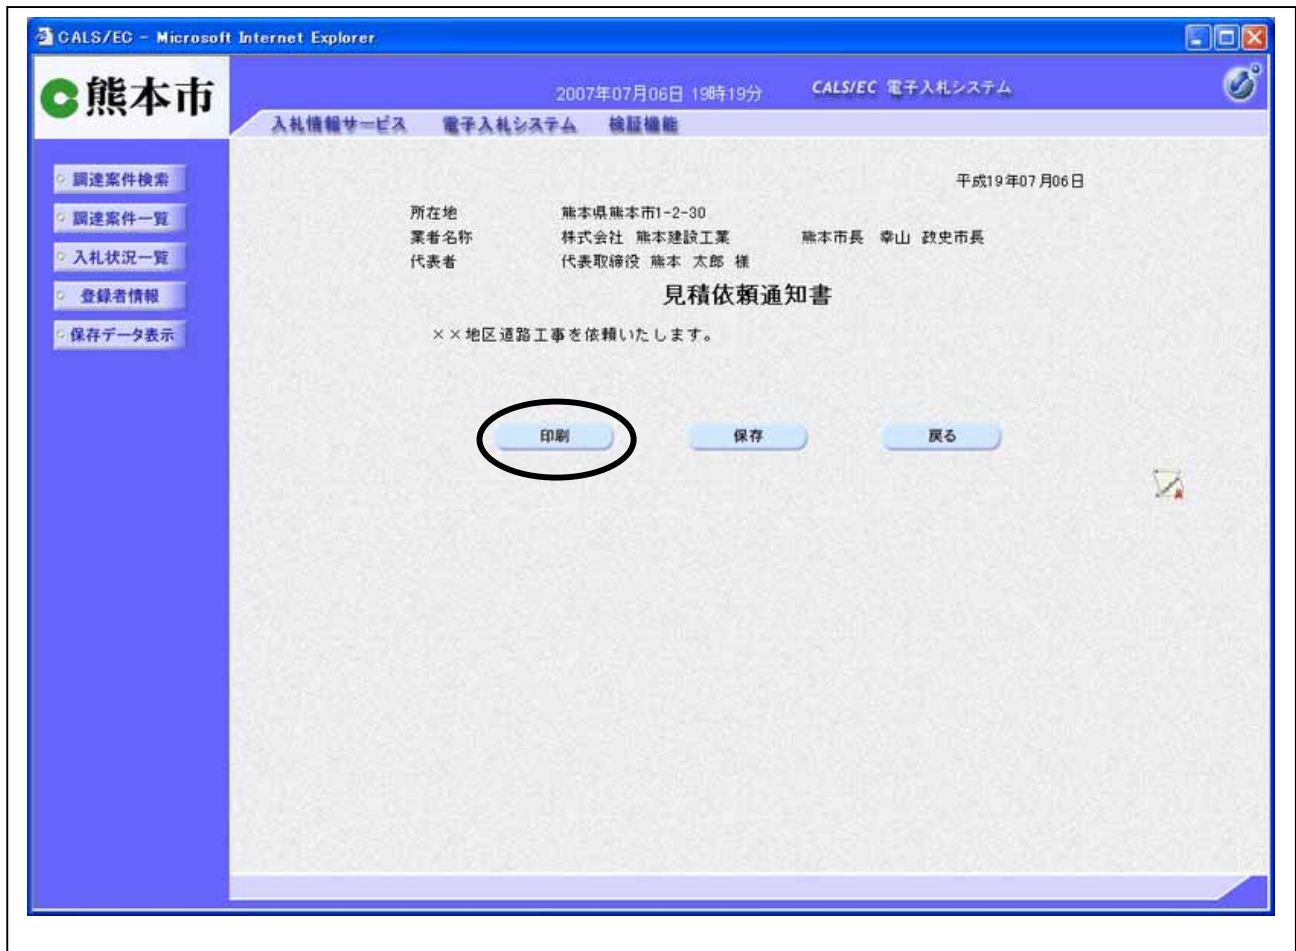 CALS/EC - Microsoft Internet Explorer
熊本市
2007年07月06日 19時19分
CALS/EC 電子入札システム
入札情報サービス 電子入札システム 検証機能
調達案件検索
調達案件一覧
入札状況一覧
登録者情報
保存データ表示
平成19年07月06日
所在地 熊本県熊本市1-2-30
業者名称 株式会社 熊本建設工業 熊本市長 幸山 政史市長
代表者 代表取締役 熊本 太郎 様
見積依頼通知書
××地区道路工事を依頼いたします。
印刷 保存 戻る